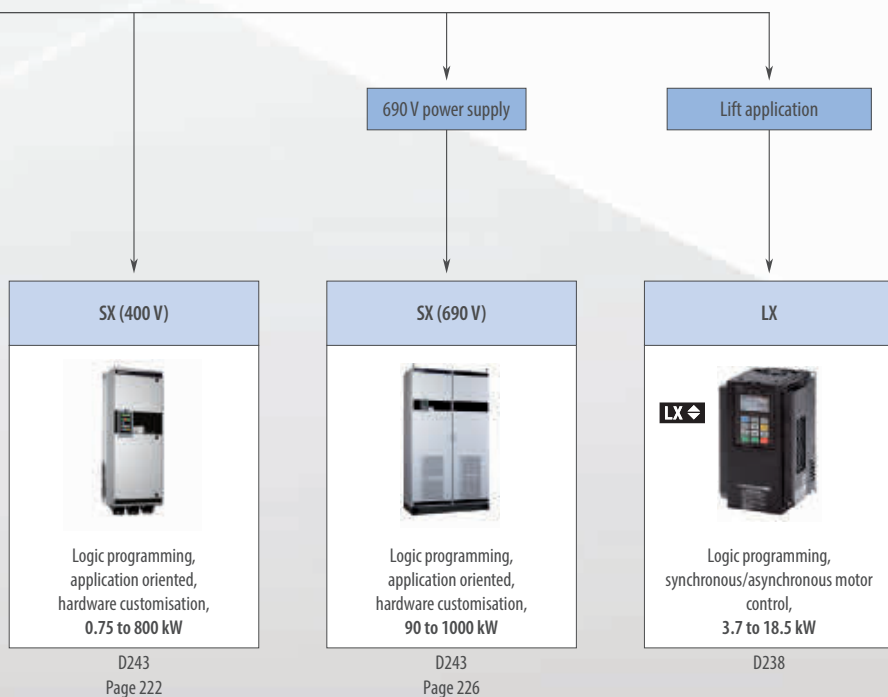 690 V power supply
Lift application
SX (400 V)
Logic programming,
application oriented,
hardware customisation,
0.75 to 800 kW
D243
Page 222
SX (690 V)
Logic programming,
application oriented,
hardware customisation,
90 to 1000 kW
D243
Page 226
LX
LX
Logic programming,
synchronous/asynchronous motor
control,
3.7 to 18.5 kW
D238